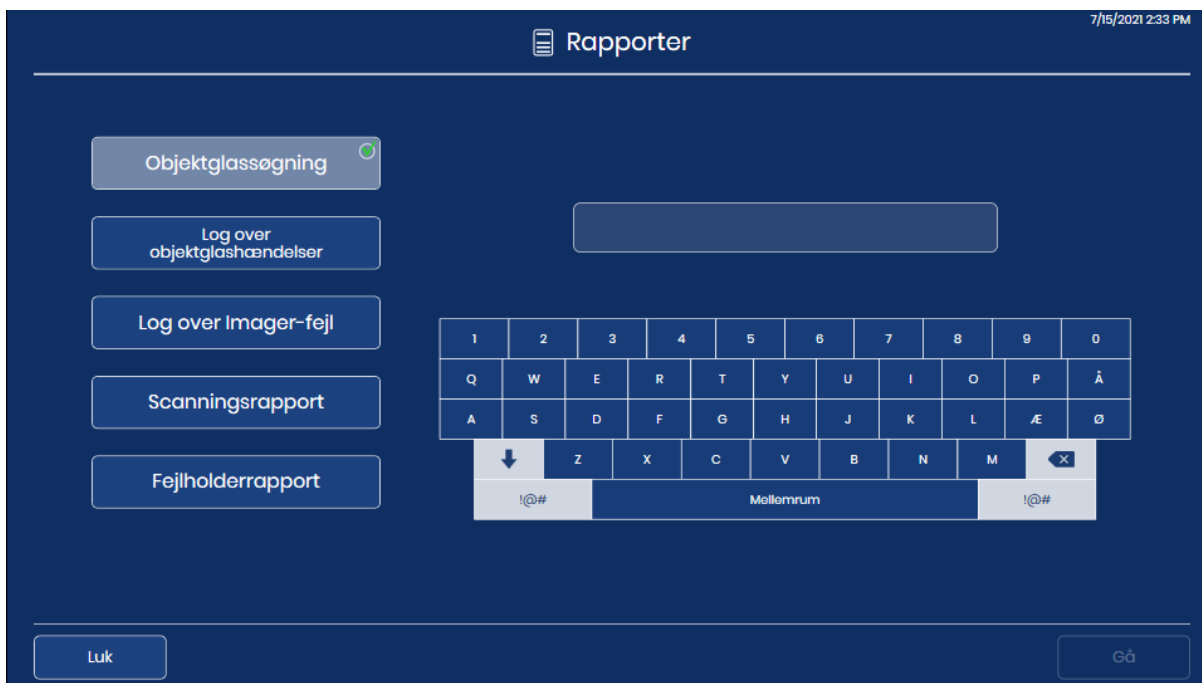 7/15/2021 2:33 PM
Rapporter
Objektglassøgning
Log over
objektglashændelser
Log over Imager-fejl
Scanningsrapport
Fejlholderrapport
1 2 3 4 5 6 7 8 9 0
Q W E R T Y U I O P Å
A S D F G H J K L Æ Ø
Z X C V B N M
!@# Mellemrum !@#
Luk
Gå